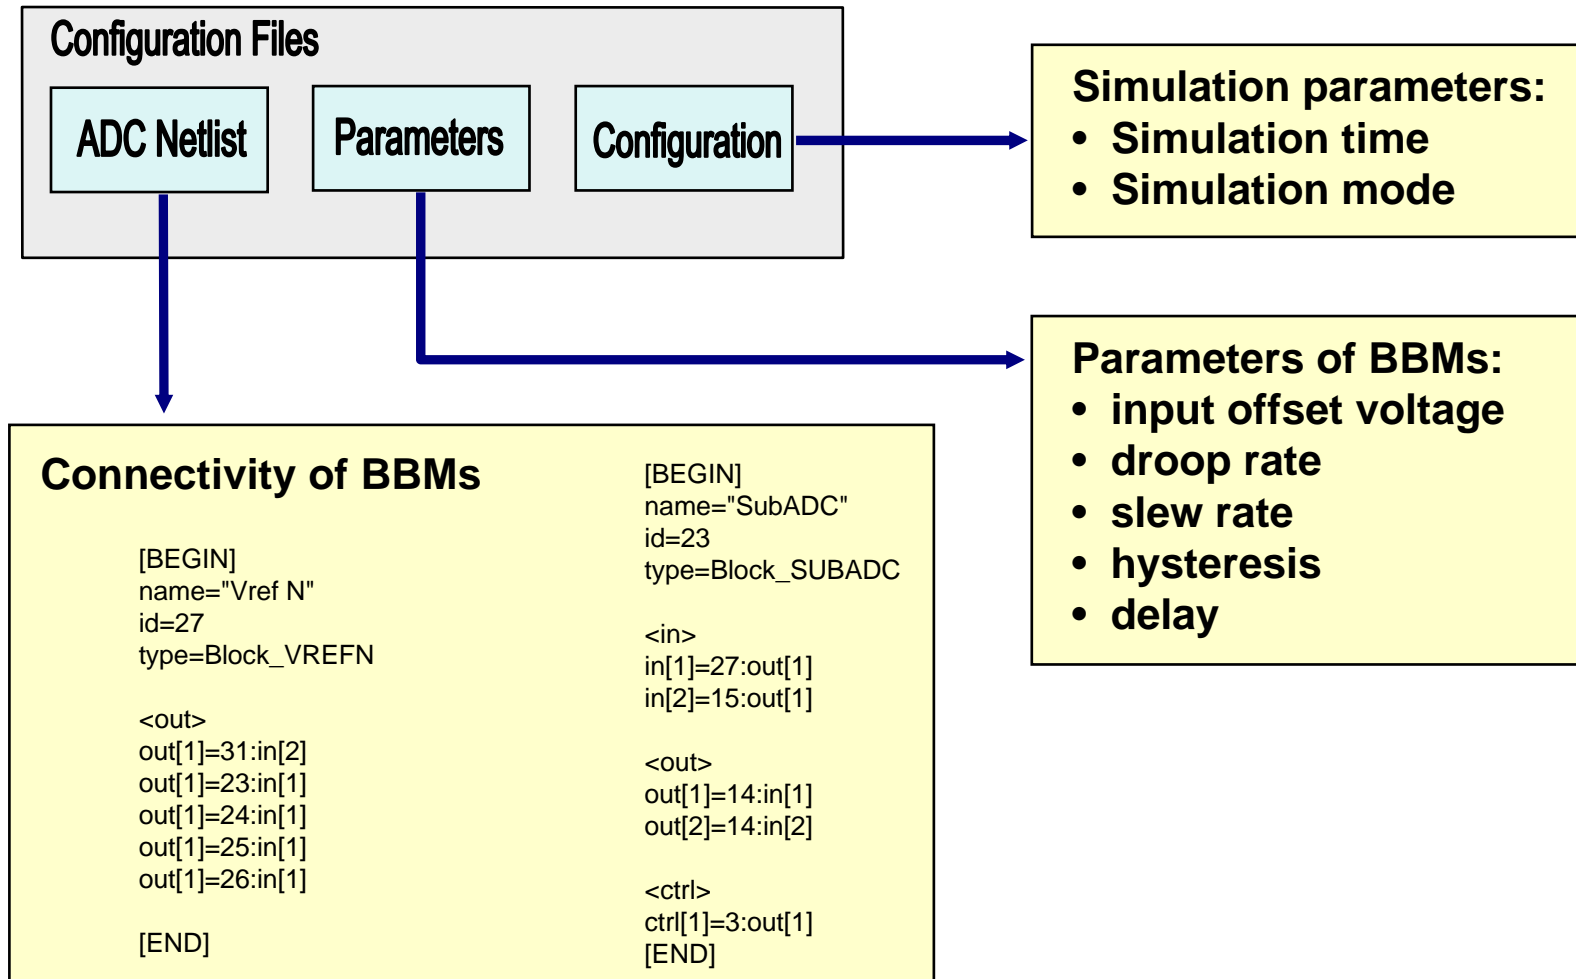 Configuration Files
ADC Netlist
Parameters
Configuration
Simulation parameters:
• Simulation time
• Simulation mode
Parameters of BBMs:
• input offset voltage
• droop rate
• slew rate
• hysteresis
• delay
Connectivity of BBMs
[BEGIN]
name="Vref N"
id=27
type=Block_VREFN
<out>
out[1]=31:in[2]
out[1]=23:in[1]
out[1]=24:in[1]
out[1]=25:in[1]
out[1]=26:in[1]
[END]
[BEGIN]
name="SubADC"
id=23
type=Block_SUBADC
<in>
in[1]=27:out[1]
in[2]=15:out[1]
<out>
out[1]=14:in[1]
out[2]=14:in[2]
<ctrl>
ctrl[1]=3:out[1]
[END]